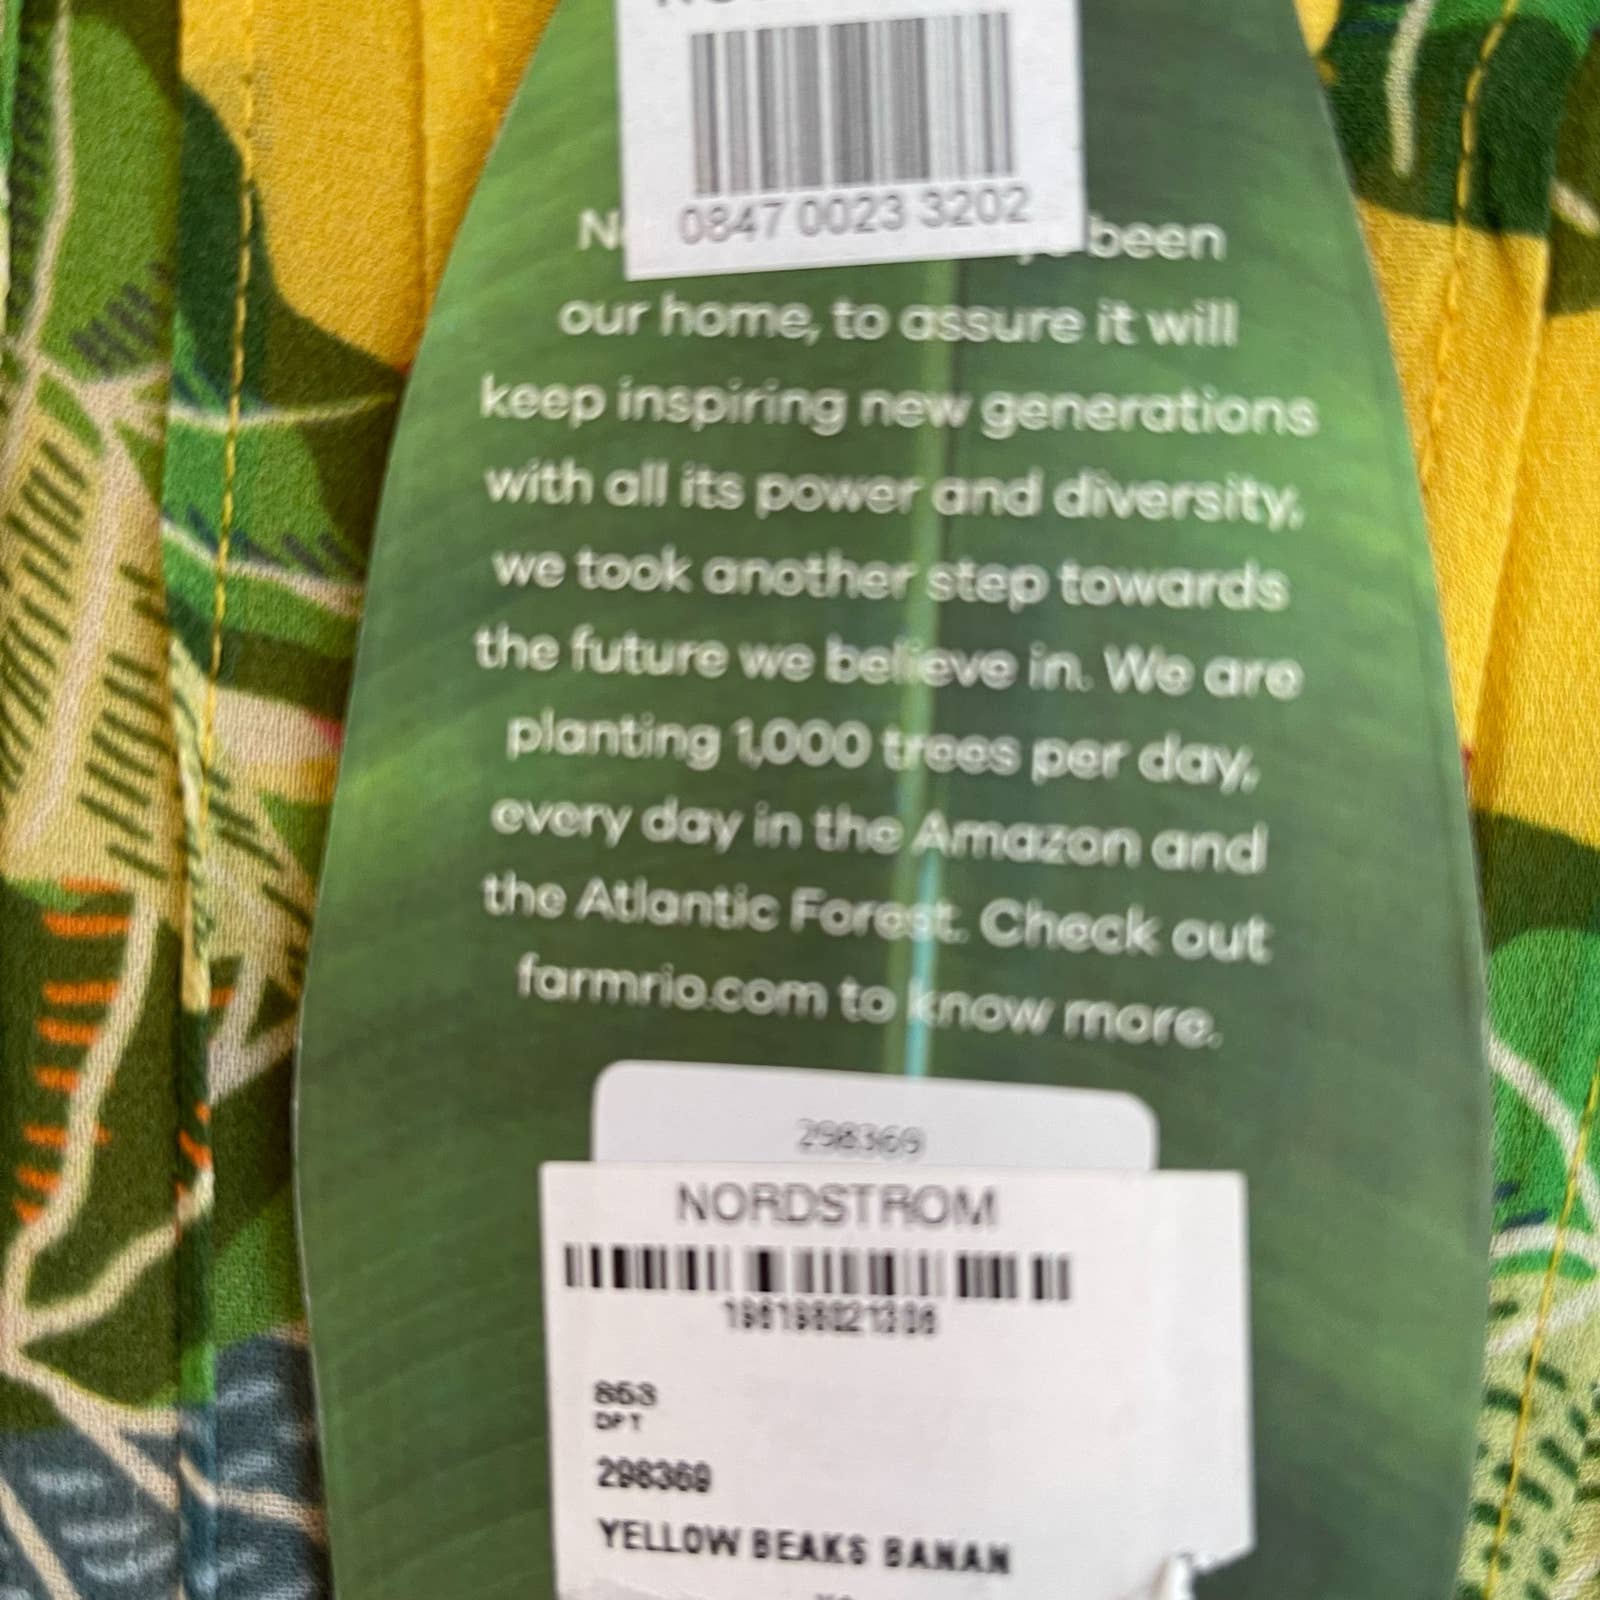 0847 0023 3202
been
our home, to assure it will
keep inspiring new generations
with all its power and diversity,
we took another step towards
the future we believe in. We are
planting 1,000 trees per day,
every day in the Amazon and
the Atlantic Forest. Check out
farmrio.com to know more.
298369
NORDSTROM
196198021306
853
DPT
298369
YELLOW BEAKS BANAN